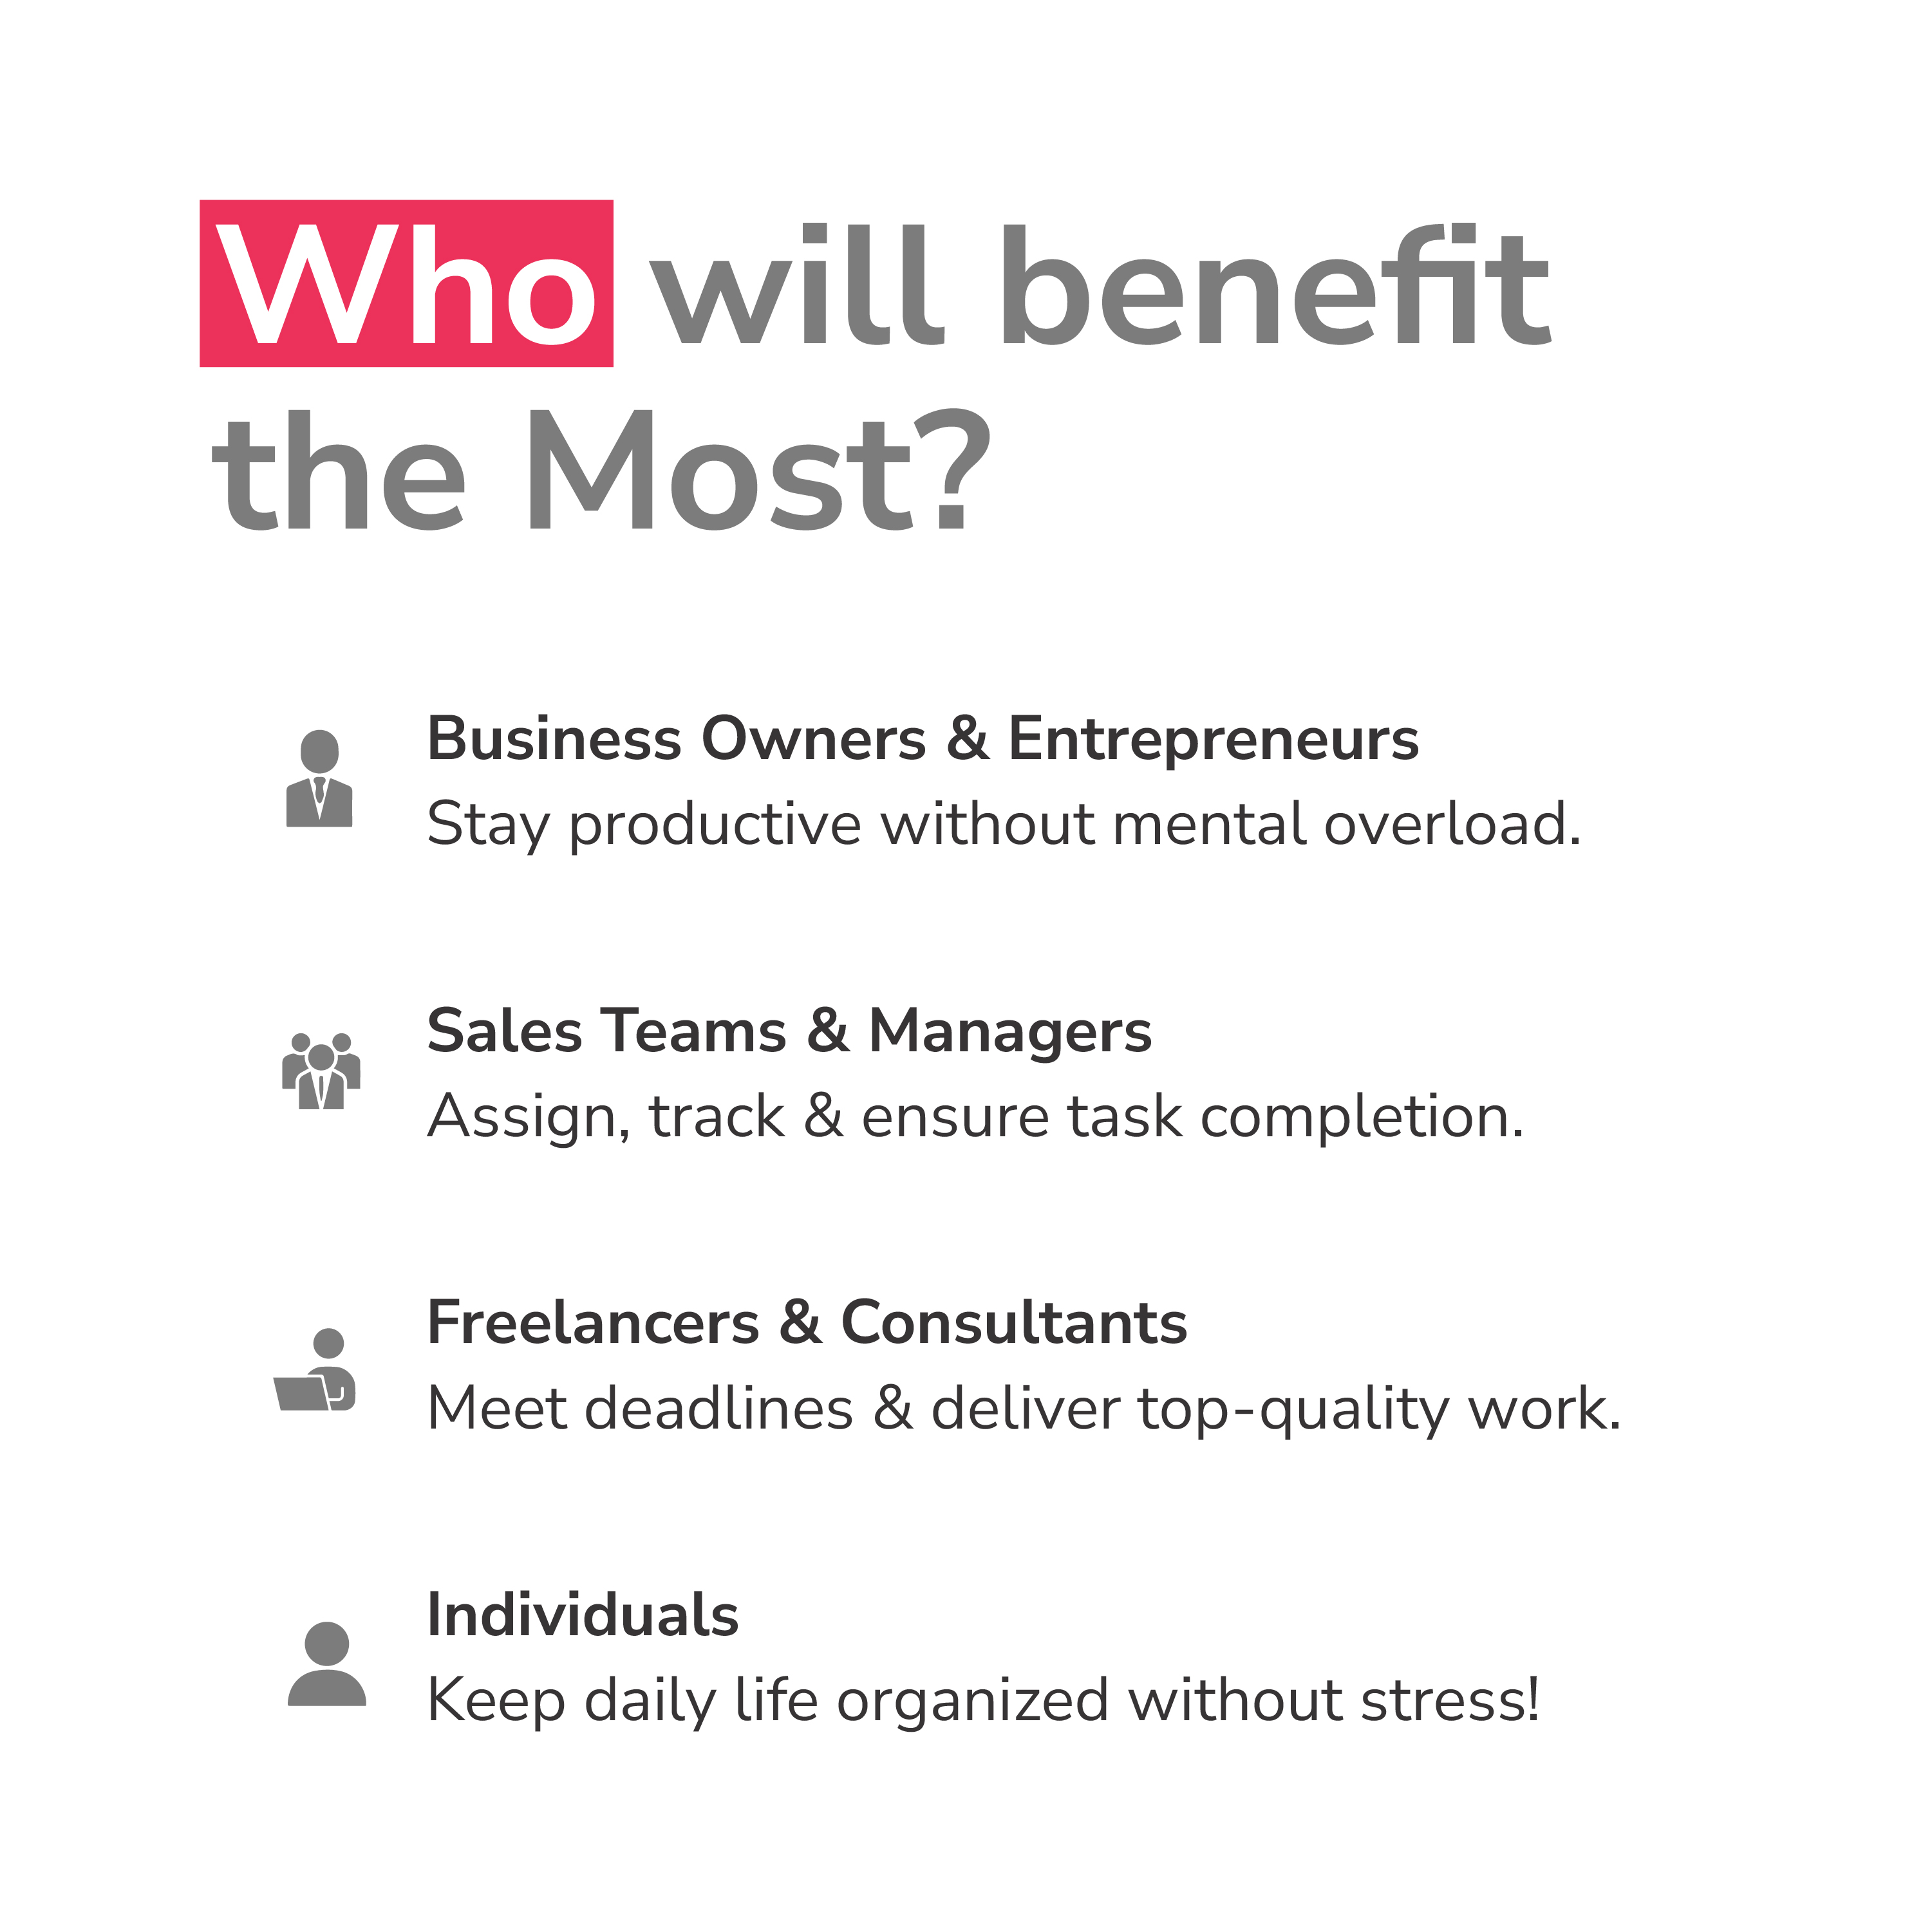 Who will benefit
the Most?
Business Owners & Entrepreneurs
Stay productive without mental overload.
Sales Teams & Managers
Assign, track & ensure task completion.
Freelancers & Consultants
Meet deadlines & deliver top-quality work.
Individuals
Keep daily life organized without stress!